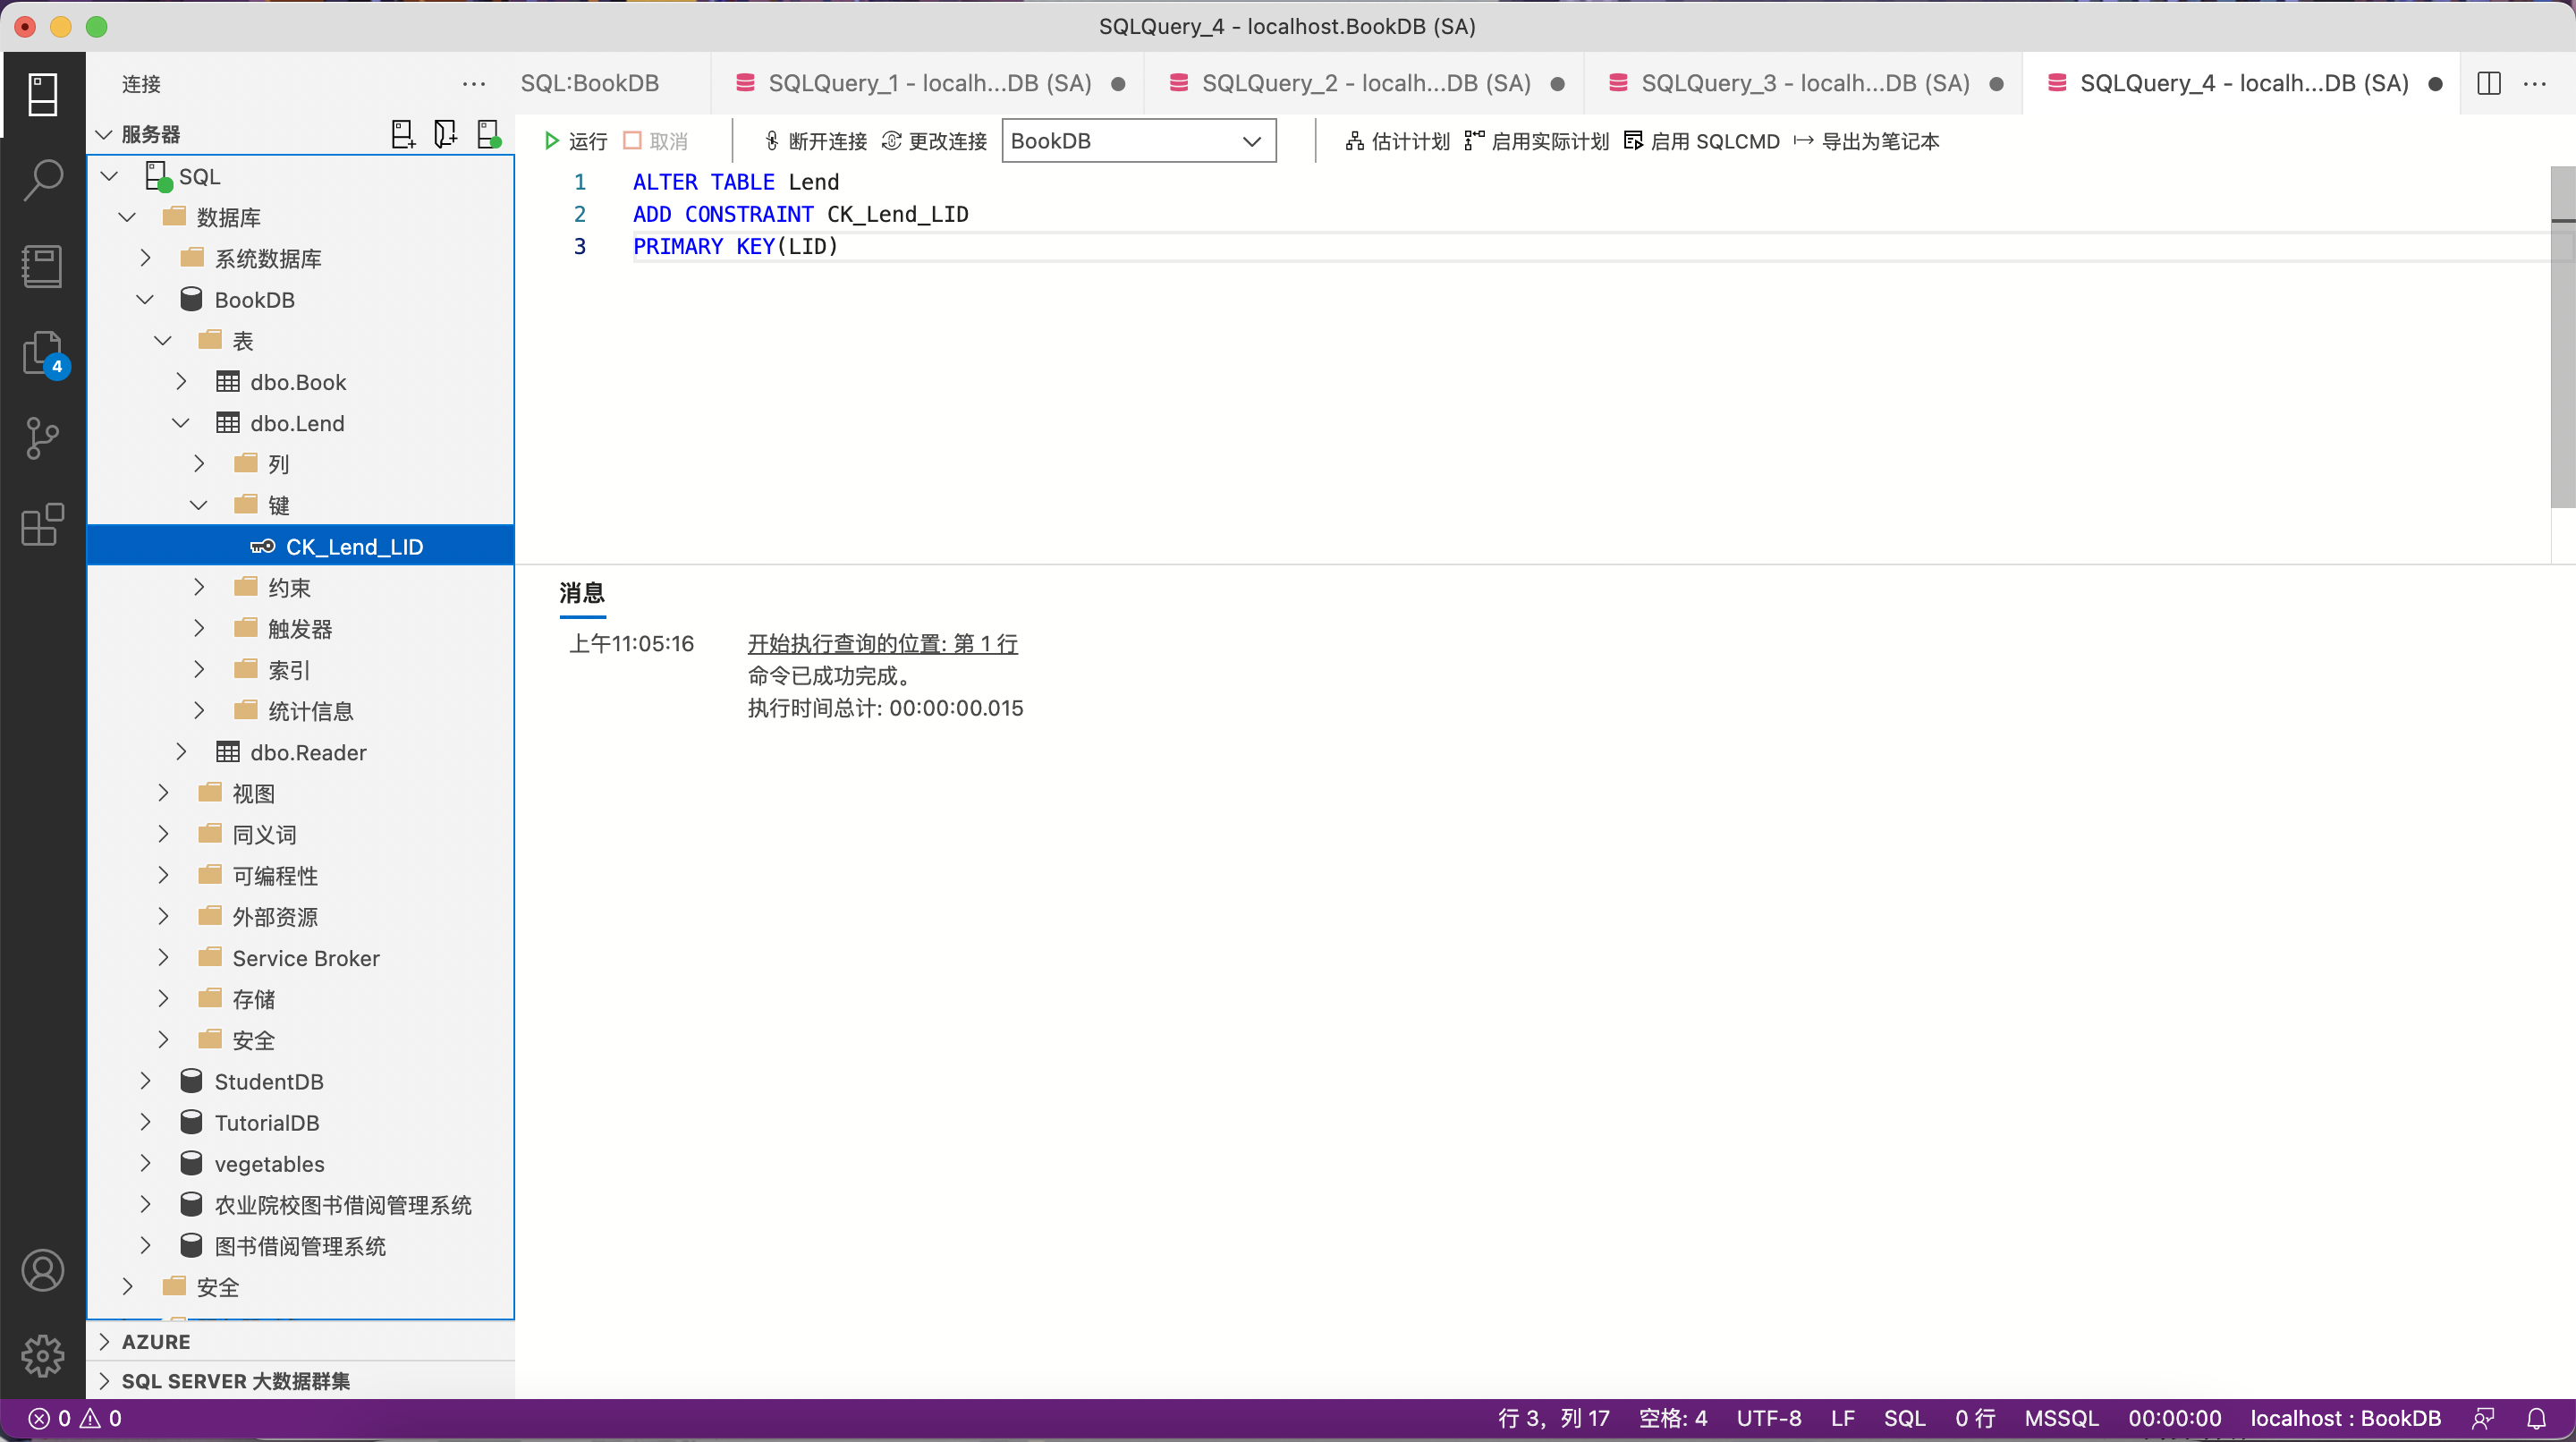 SQLQuery_4 - localhost.BookDB (SA)
连接
SQL:BookDB
SQLQuery_1 - localh...DB (SA)
SQLQuery_2 - localh...DB (SA)
SQLQuery_3 - localh...DB (SA)
SQLQuery_4 - localh...DB (SA)
服务器
运行
取消
断开连接
更改连接
BookDB
估计计划
启用实际计划
启用 SQLCMD
导出为笔记本
SQL
数据库
系统数据库
BookDB
表
dbo.Book
dbo.Lend
列
键
CK_Lend_LID
约束
触发器
索引
统计信息
dbo.Reader
视图
同义词
可编程性
外部资源
Service Broker
存储
安全
StudentDB
TutorialDB
vegetables
农业院校图书借阅管理系统
图书借阅管理系统
安全
AZURE
SQL SERVER 大数据群集
4
1 ALTER TABLE Lend
2 ADD CONSTRAINT CK_Lend_LID
3 PRIMARY KEY(LID)
消息
上午11:05:16 开始执行查询的位置: 第 1 行
命令已成功完成。
执行时间总计: 00:00:00.015
0 0
行 3，列 17 空格: 4 UTF-8 LF SQL 0 行 MSSQL 00:00:00 localhost : BookDB